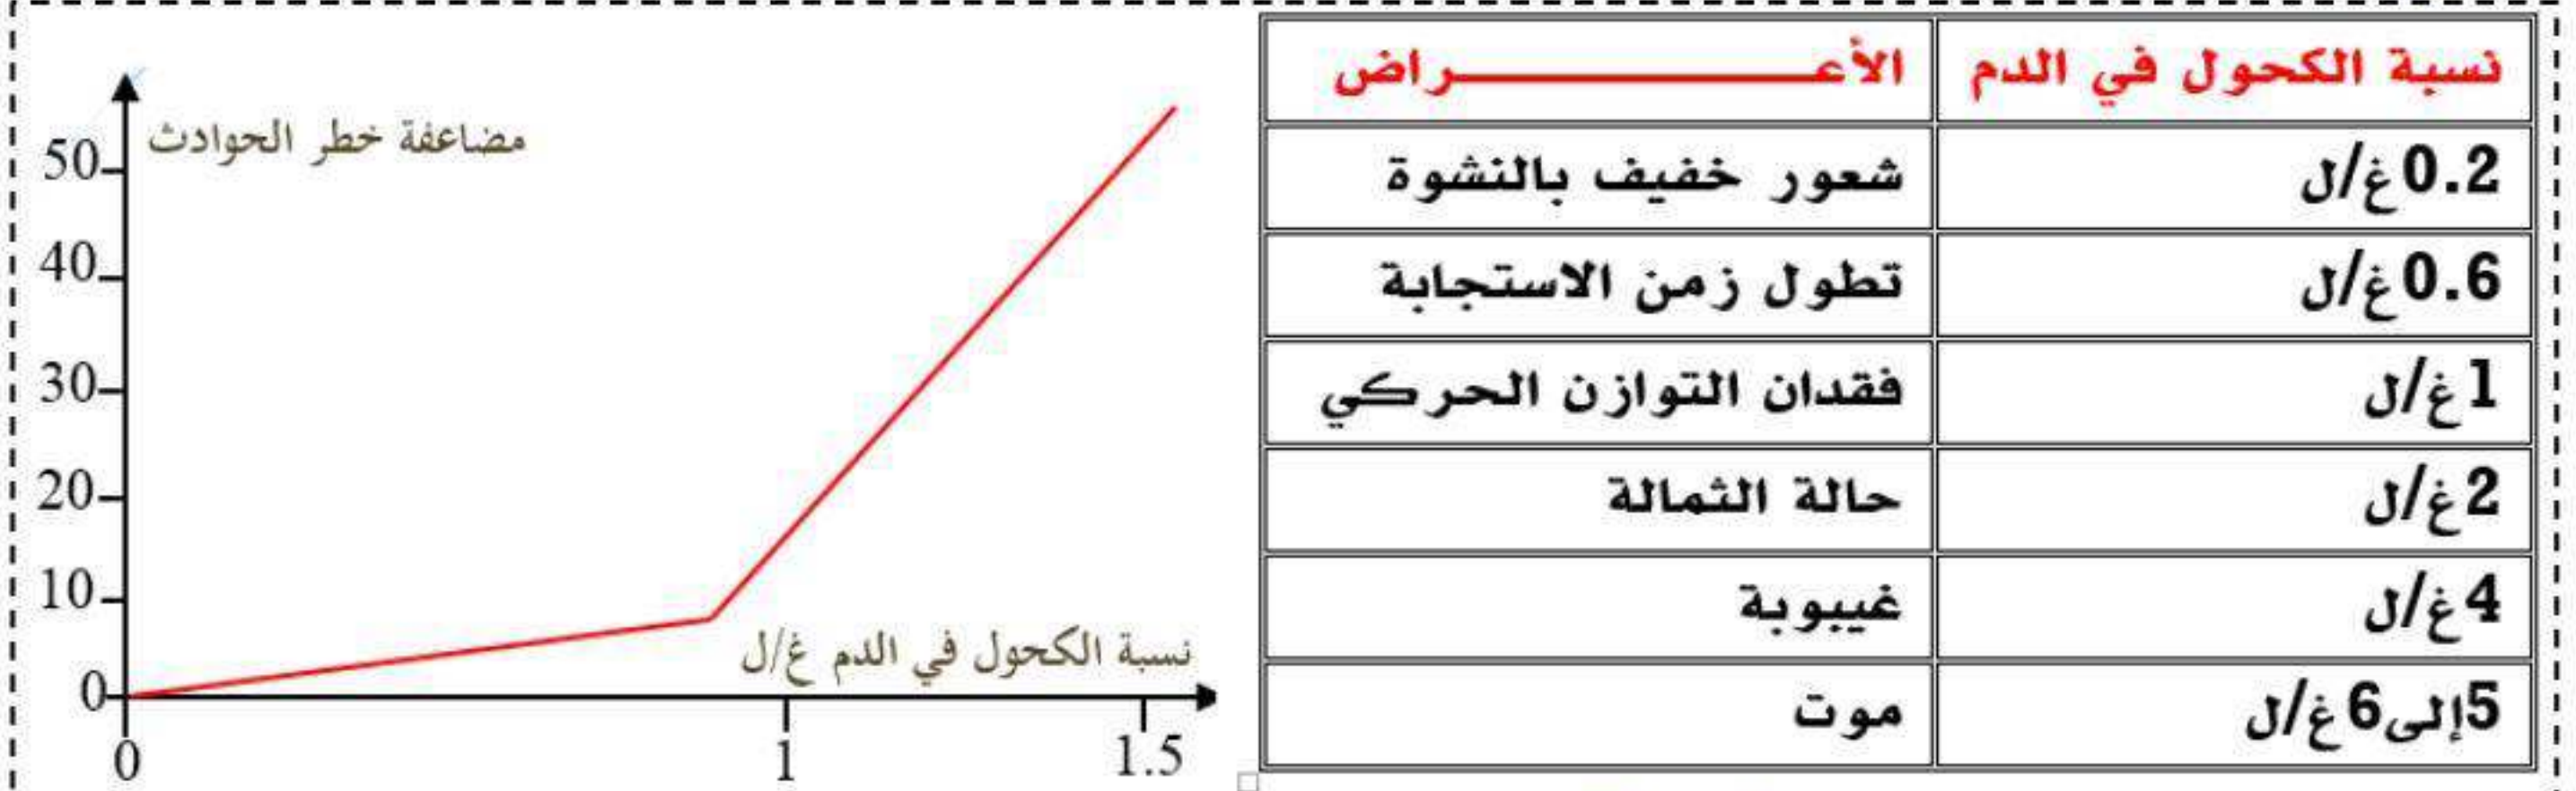 نسبة الكحول في الدم	الأعـــــــــــــراض
0.2غ/ل	شعور خفيف بالنشوة
0.6غ/ل	تطول زمن الاستجابة
1غ/ل	فقدان التوازن الحركي
2غ/ل	حالة الثمالة
4غ/ل	غيبوبة
5إلى6غ/ل	موت
مضاعفة خطر الحوادث
50
40
30
20
10
0
نسبة الكحول في الدم غ/ل
0	1	1.5